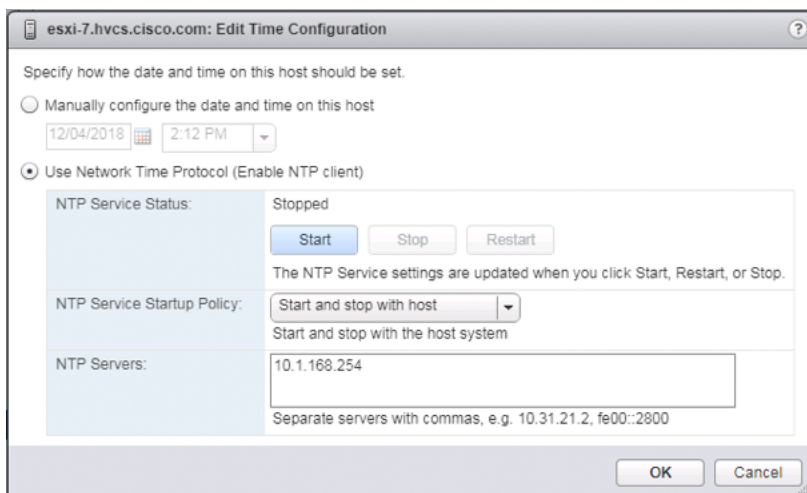 esxi-7.hvcs.cisco.com: Edit Time Configuration ?
Specify how the date and time on this host should be set.
Manually configure the date and time on this host
12/04/2018 2:12 PM
Use Network Time Protocol (Enable NTP client)
NTP Service Status: Stopped
Start Stop Restart
The NTP Service settings are updated when you click Start, Restart, or Stop.
NTP Service Startup Policy: Start and stop with host
Start and stop with the host system
NTP Servers: 10.1.168.254
Separate servers with commas, e.g. 10.31.21.2, fe00::2800
OK Cancel